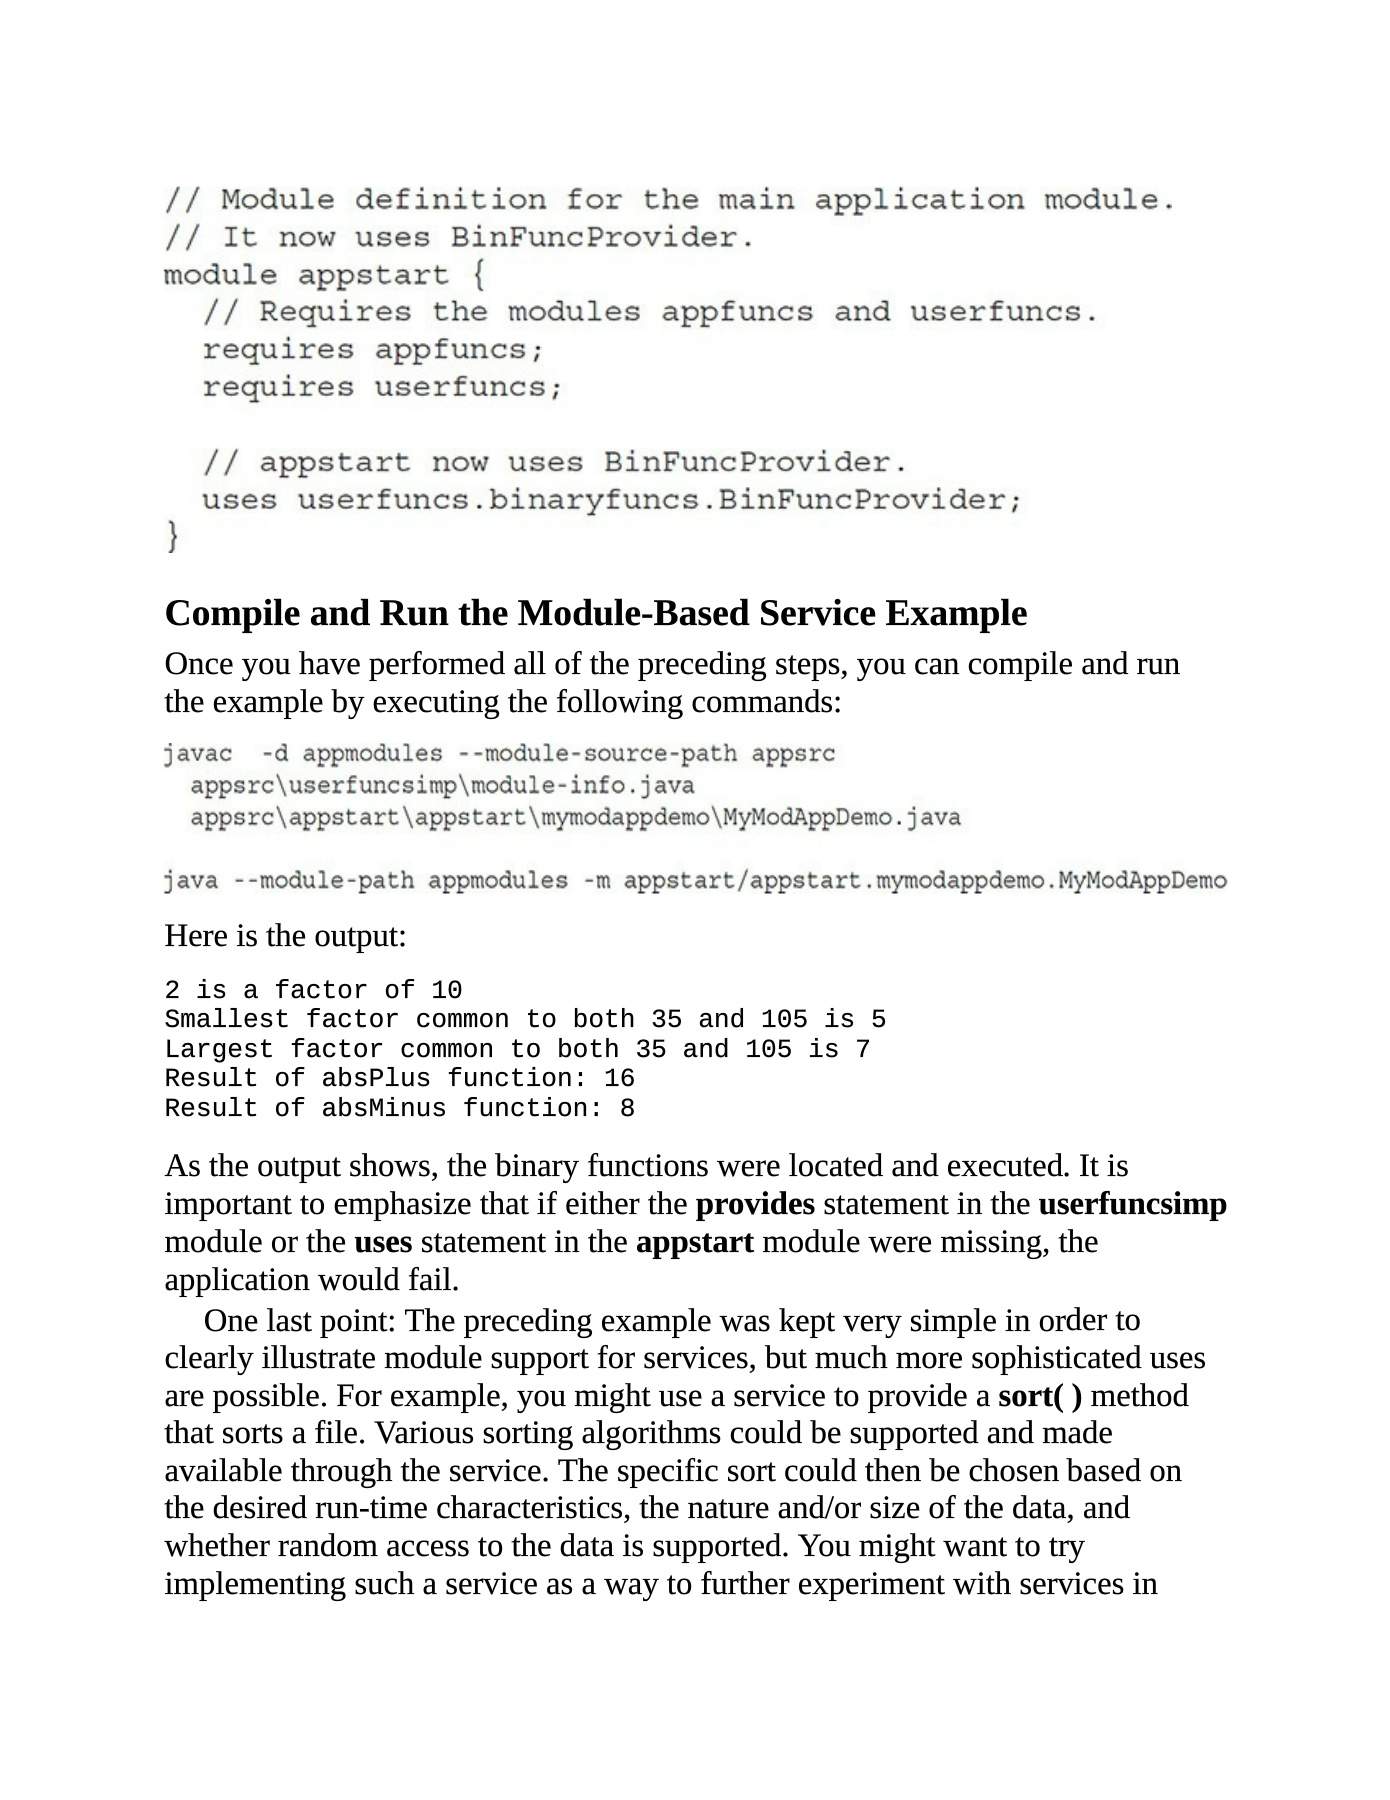 // Module definition for the main application module.
// It now uses BinFuncProvider.
module appstart {
  // Requires the modules appfuncs and userfuncs.
  requires appfuncs;
  requires userfuncs;

  // appstart now uses BinFuncProvider.
  uses userfuncs.binaryfuncs.BinFuncProvider;
}
Compile and Run the Module-Based Service Example
Once you have performed all of the preceding steps, you can compile and run
the example by executing the following commands:
javac  -d appmodules --module-source-path appsrc
  appsrc\userfuncsimp\module-info.java
  appsrc\appstart\appstart\mymodappdemo\MyModAppDemo.java

java --module-path appmodules -m appstart/appstart.mymodappdemo.MyModAppDemo
Here is the output:
2 is a factor of 10
Smallest factor common to both 35 and 105 is 5
Largest factor common to both 35 and 105 is 7
Result of absPlus function: 16
Result of absMinus function: 8
As the output shows, the binary functions were located and executed. It is
important to emphasize that if either the provides statement in the userfuncsimp
module or the uses statement in the appstart module were missing, the
application would fail.
One last point: The preceding example was kept very simple in order to
clearly illustrate module support for services, but much more sophisticated uses
are possible. For example, you might use a service to provide a sort( ) method
that sorts a file. Various sorting algorithms could be supported and made
available through the service. The specific sort could then be chosen based on
the desired run-time characteristics, the nature and/or size of the data, and
whether random access to the data is supported. You might want to try
implementing such a service as a way to further experiment with services in